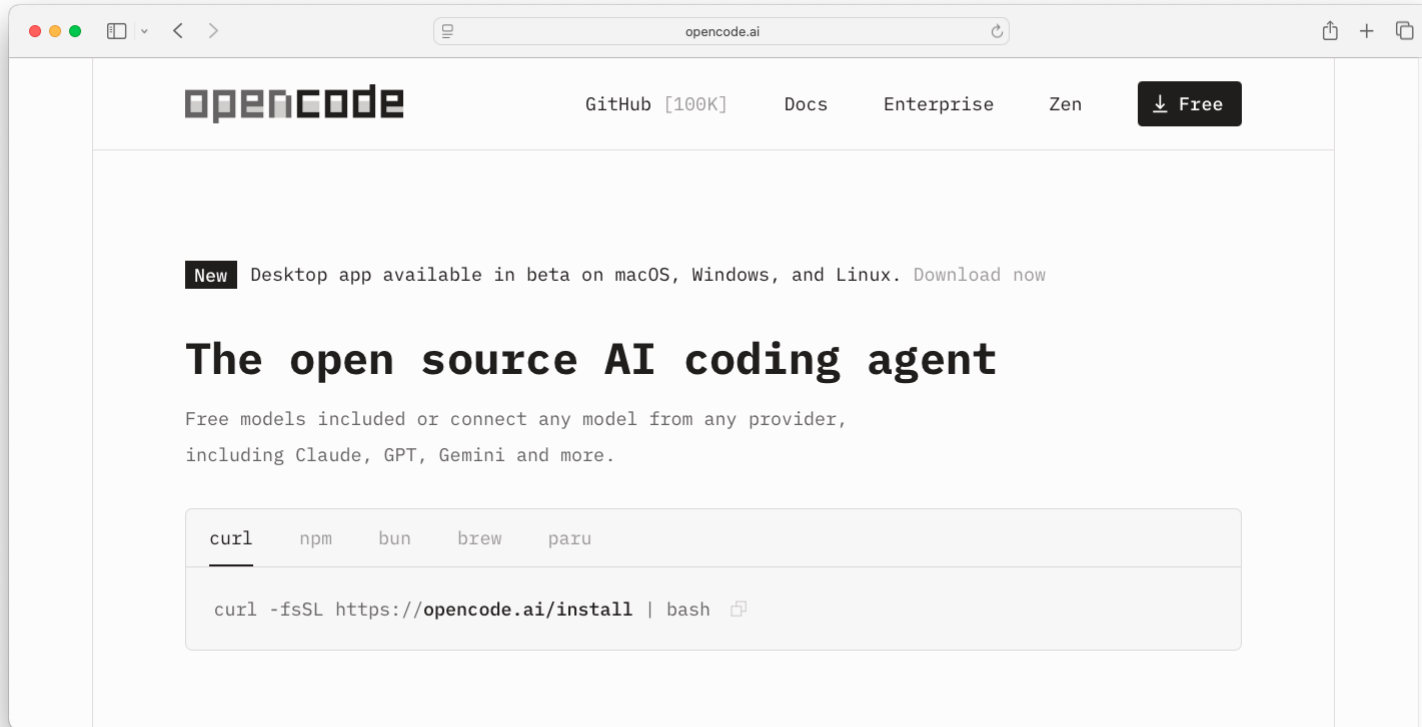 opencode.ai
opencode
GitHub [100K]
Docs
Enterprise
Zen
Free
New
Desktop app available in beta on macOS, Windows, and Linux. Download now
The open source AI coding agent
Free models included or connect any model from any provider,
including Claude, GPT, Gemini and more.
curl
npm
bun
brew
paru
curl -fsSL https://opencode.ai/install | bash